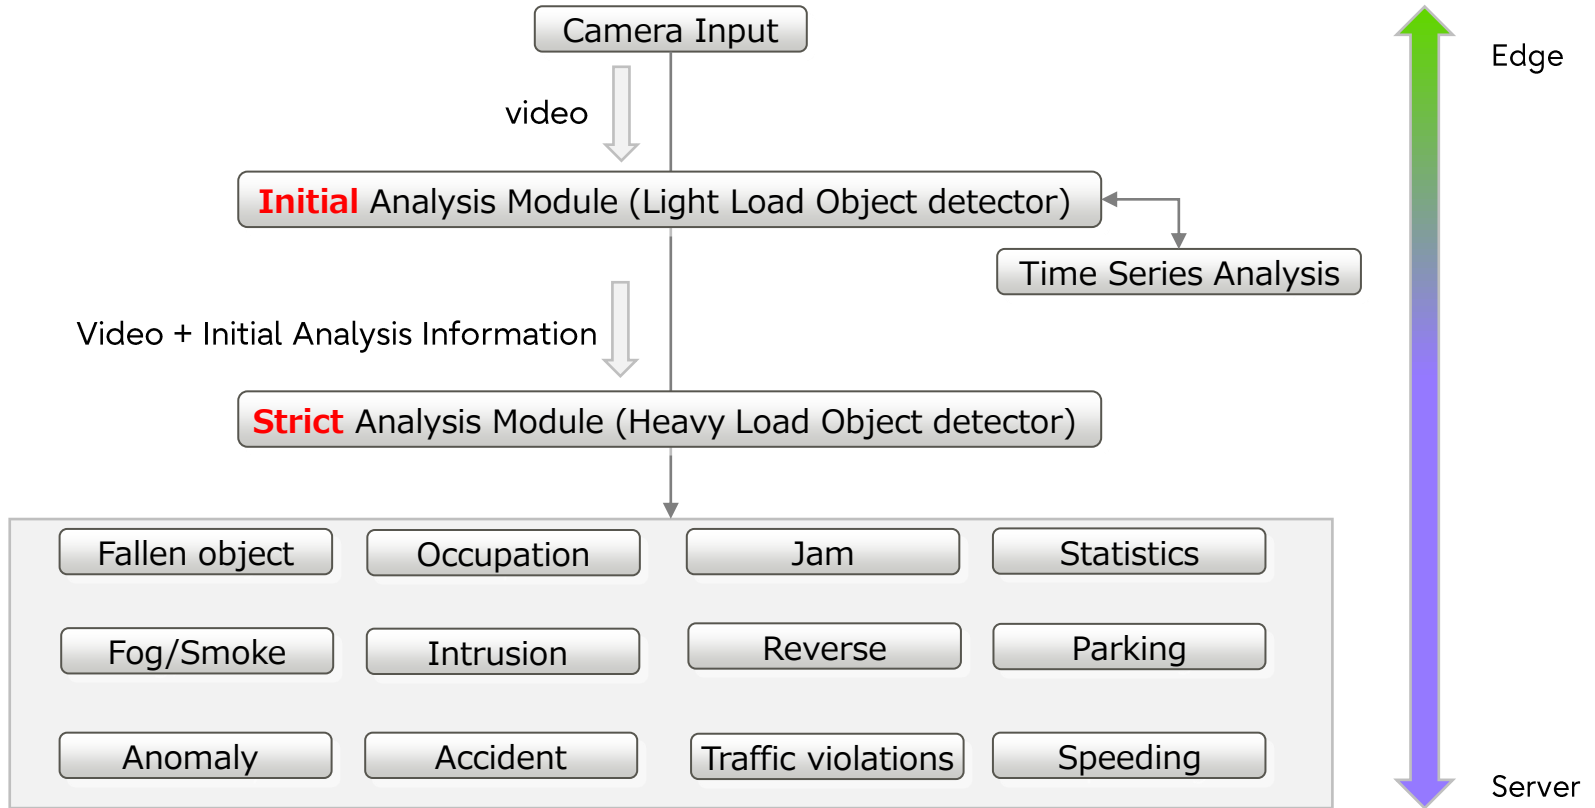 Camera Input
Edge
video
Initial Analysis Module (Light Load Object detector)
Time Series Analysis
Video + Initial Analysis Information
Strict Analysis Module (Heavy Load Object detector)
Fallen object
Occupation
Jam
Statistics
Fog/Smoke
Intrusion
Reverse
Parking
Anomaly
Accident
Traffic violations
Speeding
Server